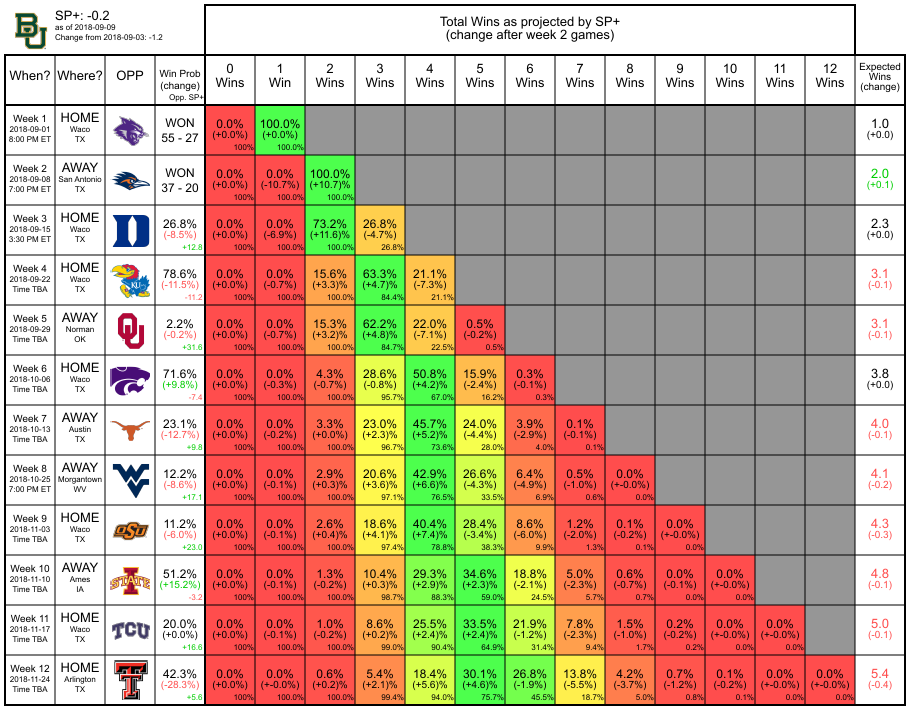 SP+: -0.2
as of 2018-09-09
Change from 2018-09-03: -1.2
Total Wins as projected by SP+
(change after week 2 games)
When? Where? OPP Win Prob (change) Opp. SP+ 0 Wins 1 Win 2 Wins 3 Wins 4 Wins 5 Wins 6 Wins 7 Wins 8 Wins 9 Wins 10 Wins 11 Wins 12 Wins Expected Wins (change)
Week 1 HOME WON 0.0% 100.0% 1.0
2018-09-01 Waco 55 - 27 (+0.0%) (+0.0%) (+0.0)
8:00 PM ET TX 100% 100.0%
Week 2 AWAY WON 0.0% 0.0% 100.0% 2.0
2018-09-08 San Antonio 37 - 20 (+0.0%) (-10.7%) (+10.7)% (+0.1)
7:00 PM ET TX 100% 100.0% 100.0%
Week 3 HOME D 26.8% 0.0% 0.0% 73.2% 26.8% 2.3
2018-09-15 Waco (-8.5%) (+0.0%) (-6.9%) (+11.6)% (-4.7%) (+0.0)
3:30 PM ET TX +12.8 100% 100.0% 100.0% 26.8%
Week 4 HOME KU 78.6% 0.0% 0.0% 15.6% 63.3% 21.1% 3.1
2018-09-22 Waco (-11.5%) (+0.0%) (-0.7%) (+3.3)% (+4.7)% (-7.3%) (-0.1)
Time TBA TX -11.2 100% 100.0% 100.0% 84.4% 21.1%
Week 5 AWAY OU 2.2% 0.0% 0.0% 15.3% 62.2% 22.0% 0.5% 3.1
2018-09-29 Norman (-0.2%) (+0.0%) (-0.7%) (+3.2)% (+4.8)% (-7.1%) (-0.2%) (-0.1)
Time TBA OK +31.6 100% 100.0% 100.0% 84.7% 22.5% 0.5%
Week 6 HOME 71.6% 0.0% 0.0% 4.3% 28.6% 50.8% 15.9% 0.3% 3.8
2018-10-06 Waco (+9.8%) (+0.0%) (-0.3%) (-0.7%) (-0.8%) (+4.2)% (-2.4%) (-0.1%) (+0.0)
Time TBA TX -7.4 100% 100.0% 100.0% 95.7% 67.0% 16.2% 0.3%
Week 7 AWAY 23.1% 0.0% 0.0% 3.3% 23.0% 45.7% 24.0% 3.9% 0.1% 4.0
2018-10-13 Austin (-12.7%) (+0.0%) (-0.2%) (+0.0%) (+2.3)% (+5.2)% (-4.4%) (-2.9%) (-0.1%) (-0.1)
Time TBA TX +9.8 100% 100.0% 100.0% 96.7% 73.6% 28.0% 4.0% 0.1%
Week 8 AWAY WV 12.2% 0.0% 0.0% 2.9% 20.6% 42.9% 26.6% 6.4% 0.5% 0.0% 4.1
2018-10-25 Morgantown (-8.6%) (+0.0%) (-0.2%) (+0.3)% (+3.6)% (+6.6)% (-4.3%) (-4.9%) (-1.0%) (+-0.0% (-0.2)
7:00 PM ET WV +17.1 100% 100.0% 100.0% 97.1% 76.5% 33.5% 6.9% 0.6% 0.0%
Week 9 HOME OSU 11.2% 0.0% 0.0% 2.6% 18.6% 40.4% 28.4% 8.6% 1.2% 0.1% 0.0% 4.3
2018-11-03 Waco (-6.0%) (+0.0%) (-0.1%) (+0.4)% (+4.1)% (+7.4)% (-3.4%) (-6.0%) (-2.0%) (-0.2%) (+-0.0% (-0.3)
Time TBA TX +23.0 100% 100.0% 100.0% 97.4% 78.8% 38.3% 9.9% 1.3% 0.1% 0.0%
Week 10 AWAY STATE 51.2% 0.0% 0.0% 1.3% 10.4% 29.3% 34.6% 18.8% 5.0% 0.6% 0.0% 0.0% 4.8
2018-11-10 Ames (+15.2%) (+0.0%) (-0.1%) (-0.2%) (+0.3)% (+2.9)% (+2.3)% (-2.1%) (-2.3%) (-0.7%) (-0.1%) (+-0.0% (-0.1)
Time TBA IA -3.2 100% 100.0% 100.0% 98.7% 88.3% 59.0% 24.5% 5.7% 0.7% 0.0% 0.0%
Week 11 HOME TCU 20.0% 0.0% 0.0% 1.0% 8.6% 25.5% 33.5% 21.9% 7.8% 1.5% 0.2% 0.0% 0.0% 5.0
2018-11-17 Waco (+0.0%) (+0.0%) (-0.1%) (-0.2%) (+0.2)% (+2.4)% (+2.4)% (-1.2%) (-2.3%) (-1.0%) (-0.2%) (+-0.0% (+-0.0% (-0.1)
Time TBA TX +16.6 100% 100.0% 100.0% 99.0% 90.4% 64.9% 31.4% 9.4% 1.7% 0.2% 0.0% 0.0%
Week 12 HOME T 42.3% 0.0% 0.0% 0.6% 5.4% 18.4% 30.1% 26.8% 13.8% 4.2% 0.7% 0.1% 0.0% 0.0% 5.4
2018-11-24 Arlington (-28.3%) (+0.0%) (+-0.0% (+0.2)% (+2.1)% (+5.6)% (+4.6)% (-1.9%) (-5.5%) (-3.7%) (-1.2%) (-0.2%) (+-0.0% (+-0.0% (-0.4)
Time TBA TX +5.6 100% 100.0% 100.0% 99.4% 94.0% 75.7% 45.5% 18.7% 5.0% 0.8% 0.1% 0.0% 0.0%